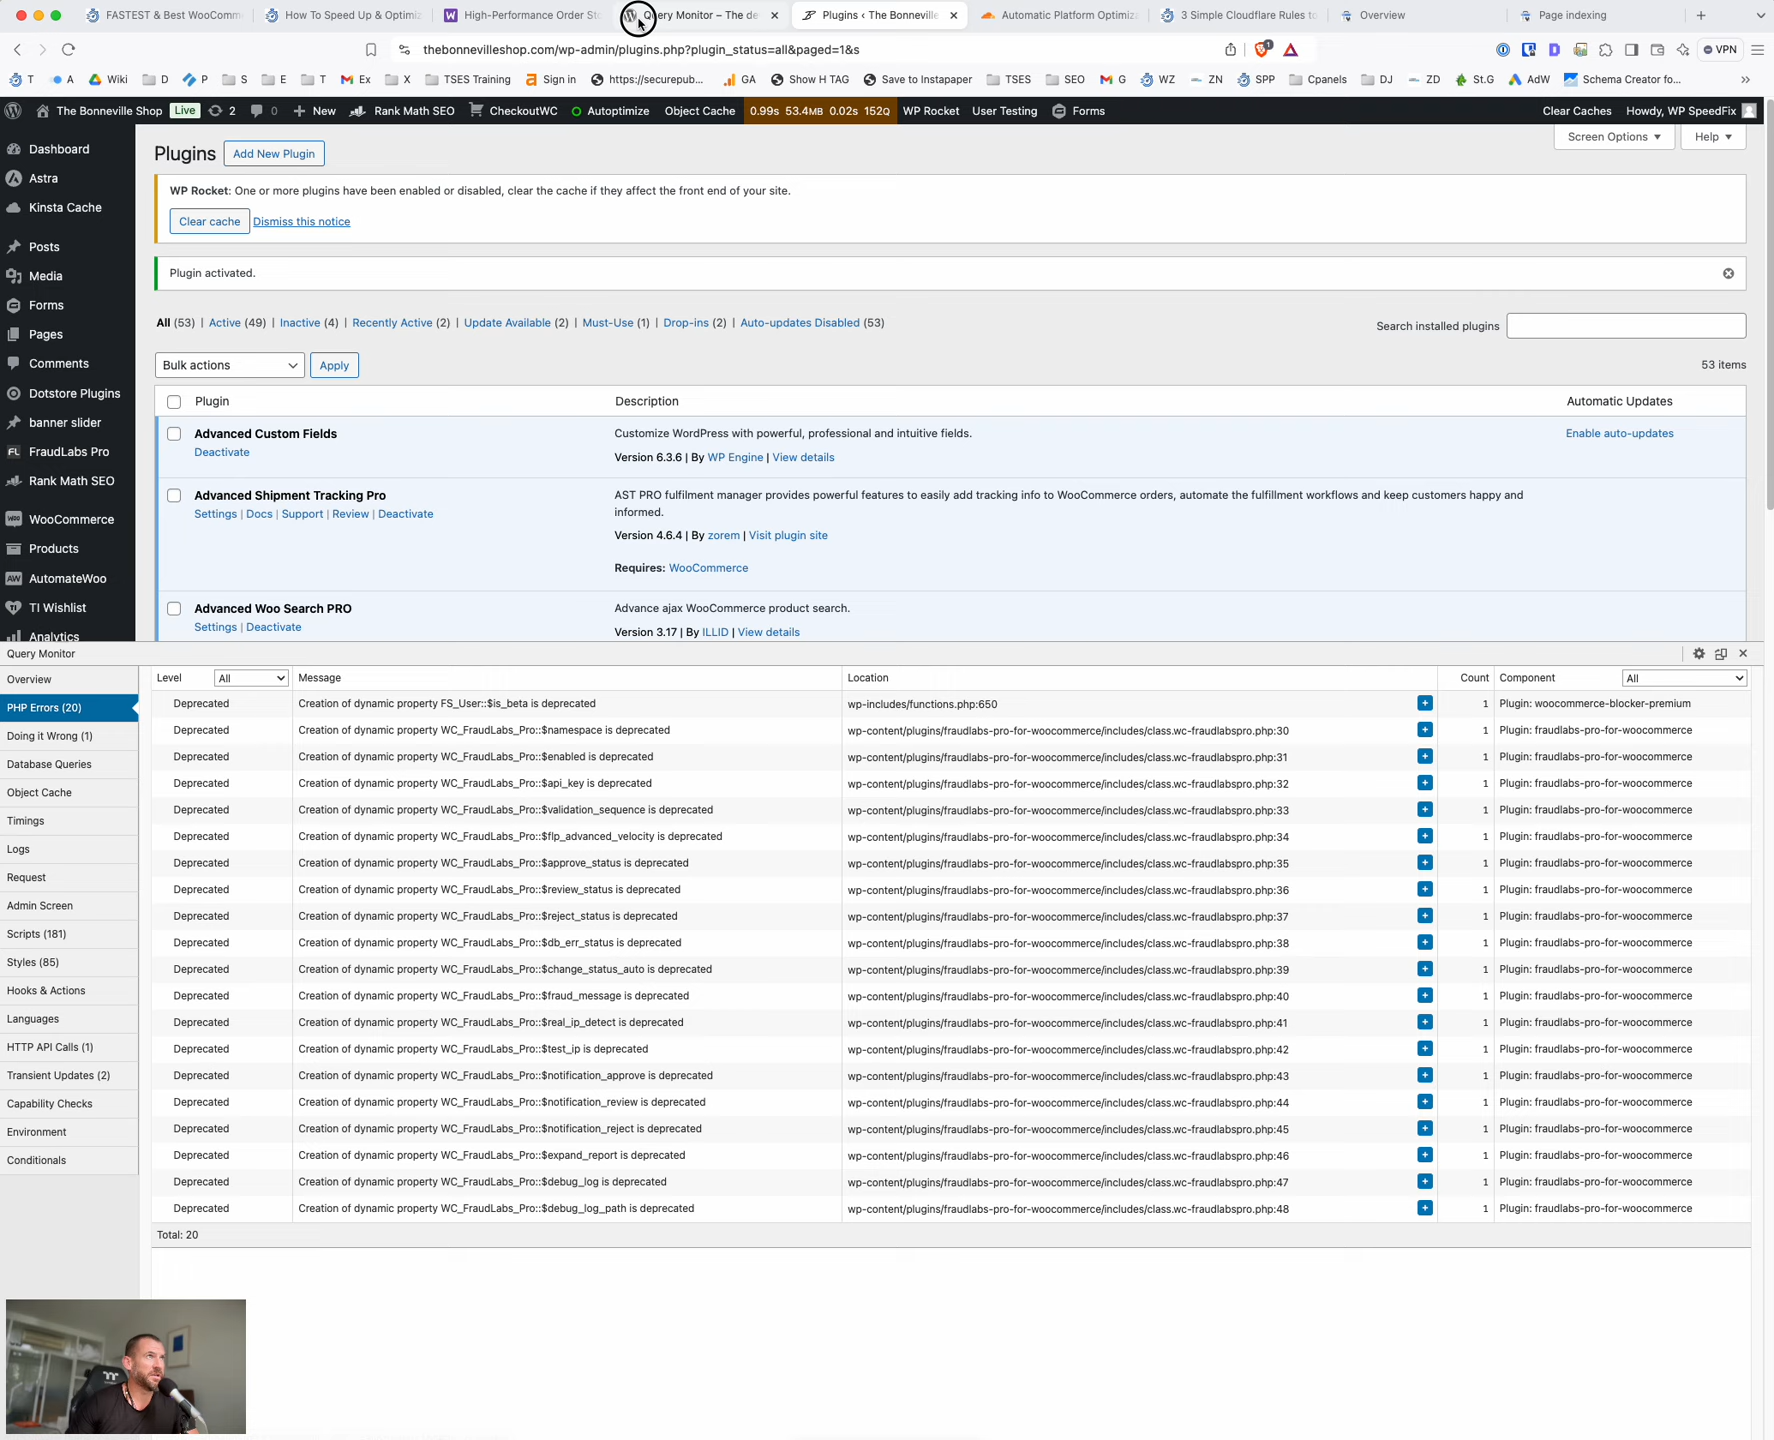 FASTEST & Best WooComm
How To Speed Up & Optimiz
High-Performance Order Sto
Query Monitor – The de
Plugins ‹ The Bonneville
Automatic Platform Optimiz
3 Simple Cloudflare Rules to
Overview
Page indexing
thebonnevilleshop.com/wp-admin/plugins.php?plugin_status=all&paged=1&s
VPN
T A Wiki D P S E T Ex X TSES Training Sign in https://securepub... GA Show H TAG Save to Instapaper TSES SEO G WZ ZN SPP Cpanels DJ ZD St.G AdW Schema Creator fo...
The Bonneville Shop Live 2 0 New Rank Math SEO CheckoutWC Autoptimize Object Cache 0.99s 53.4MB 0.02s 152Q WP Rocket User Testing Forms Clear Caches Howdy, WP SpeedFix
Dashboard
Astra
Kinsta Cache
Posts
Media
Forms
Pages
Comments
Dotstore Plugins
banner slider
FL FraudLabs Pro
Rank Math SEO
WooCommerce
Products
AW AutomateWoo
TI TI Wishlist
Analytics
Screen Options
Help
Plugins Add New Plugin
WP Rocket: One or more plugins have been enabled or disabled, clear the cache if they affect the front end of your site.
Clear cache Dismiss this notice
Plugin activated.
All (53) | Active (49) | Inactive (4) | Recently Active (2) | Update Available (2) | Must-Use (1) | Drop-ins (2) | Auto-updates Disabled (53)
Search installed plugins
Bulk actions Apply
53 items
Plugin Description Automatic Updates
Advanced Custom Fields
Deactivate
Customize WordPress with powerful, professional and intuitive fields.
Version 6.3.6 | By WP Engine | View details
Enable auto-updates
Advanced Shipment Tracking Pro
Settings | Docs | Support | Review | Deactivate
AST PRO fulfilment manager provides powerful features to easily add tracking info to WooCommerce orders, automate the fulfillment workflows and keep customers happy and
informed.
Version 4.6.4 | By zorem | Visit plugin site
Requires: WooCommerce
Advanced Woo Search PRO
Settings | Deactivate
Advance ajax WooCommerce product search.
Version 3.17 | By ILLID | View details
Query Monitor
Overview
PHP Errors (20)
Doing it Wrong (1)
Database Queries
Object Cache
Timings
Logs
Request
Admin Screen
Scripts (181)
Styles (85)
Hooks & Actions
Languages
HTTP API Calls (1)
Transient Updates (2)
Capability Checks
Environment
Conditionals
Level All Message Location Count Component All
Deprecated Creation of dynamic property FS_User::$is_beta is deprecated wp-includes/functions.php:650 + 1 Plugin: woocommerce-blocker-premium
Deprecated Creation of dynamic property WC_FraudLabs_Pro::$namespace is deprecated wp-content/plugins/fraudlabs-pro-for-woocommerce/includes/class.wc-fraudlabspro.php:30 + 1 Plugin: fraudlabs-pro-for-woocommerce
Deprecated Creation of dynamic property WC_FraudLabs_Pro::$enabled is deprecated wp-content/plugins/fraudlabs-pro-for-woocommerce/includes/class.wc-fraudlabspro.php:31 + 1 Plugin: fraudlabs-pro-for-woocommerce
Deprecated Creation of dynamic property WC_FraudLabs_Pro::$api_key is deprecated wp-content/plugins/fraudlabs-pro-for-woocommerce/includes/class.wc-fraudlabspro.php:32 + 1 Plugin: fraudlabs-pro-for-woocommerce
Deprecated Creation of dynamic property WC_FraudLabs_Pro::$validation_sequence is deprecated wp-content/plugins/fraudlabs-pro-for-woocommerce/includes/class.wc-fraudlabspro.php:33 + 1 Plugin: fraudlabs-pro-for-woocommerce
Deprecated Creation of dynamic property WC_FraudLabs_Pro::$flp_advanced_velocity is deprecated wp-content/plugins/fraudlabs-pro-for-woocommerce/includes/class.wc-fraudlabspro.php:34 + 1 Plugin: fraudlabs-pro-for-woocommerce
Deprecated Creation of dynamic property WC_FraudLabs_Pro::$approve_status is deprecated wp-content/plugins/fraudlabs-pro-for-woocommerce/includes/class.wc-fraudlabspro.php:35 + 1 Plugin: fraudlabs-pro-for-woocommerce
Deprecated Creation of dynamic property WC_FraudLabs_Pro::$review_status is deprecated wp-content/plugins/fraudlabs-pro-for-woocommerce/includes/class.wc-fraudlabspro.php:36 + 1 Plugin: fraudlabs-pro-for-woocommerce
Deprecated Creation of dynamic property WC_FraudLabs_Pro::$reject_status is deprecated wp-content/plugins/fraudlabs-pro-for-woocommerce/includes/class.wc-fraudlabspro.php:37 + 1 Plugin: fraudlabs-pro-for-woocommerce
Deprecated Creation of dynamic property WC_FraudLabs_Pro::$db_err_status is deprecated wp-content/plugins/fraudlabs-pro-for-woocommerce/includes/class.wc-fraudlabspro.php:38 + 1 Plugin: fraudlabs-pro-for-woocommerce
Deprecated Creation of dynamic property WC_FraudLabs_Pro::$change_status_auto is deprecated wp-content/plugins/fraudlabs-pro-for-woocommerce/includes/class.wc-fraudlabspro.php:39 + 1 Plugin: fraudlabs-pro-for-woocommerce
Deprecated Creation of dynamic property WC_FraudLabs_Pro::$fraud_message is deprecated wp-content/plugins/fraudlabs-pro-for-woocommerce/includes/class.wc-fraudlabspro.php:40 + 1 Plugin: fraudlabs-pro-for-woocommerce
Deprecated Creation of dynamic property WC_FraudLabs_Pro::$real_ip_detect is deprecated wp-content/plugins/fraudlabs-pro-for-woocommerce/includes/class.wc-fraudlabspro.php:41 + 1 Plugin: fraudlabs-pro-for-woocommerce
Deprecated Creation of dynamic property WC_FraudLabs_Pro::$test_ip is deprecated wp-content/plugins/fraudlabs-pro-for-woocommerce/includes/class.wc-fraudlabspro.php:42 + 1 Plugin: fraudlabs-pro-for-woocommerce
Deprecated Creation of dynamic property WC_FraudLabs_Pro::$notification_approve is deprecated wp-content/plugins/fraudlabs-pro-for-woocommerce/includes/class.wc-fraudlabspro.php:43 + 1 Plugin: fraudlabs-pro-for-woocommerce
Deprecated Creation of dynamic property WC_FraudLabs_Pro::$notification_review is deprecated wp-content/plugins/fraudlabs-pro-for-woocommerce/includes/class.wc-fraudlabspro.php:44 + 1 Plugin: fraudlabs-pro-for-woocommerce
Deprecated Creation of dynamic property WC_FraudLabs_Pro::$notification_reject is deprecated wp-content/plugins/fraudlabs-pro-for-woocommerce/includes/class.wc-fraudlabspro.php:45 + 1 Plugin: fraudlabs-pro-for-woocommerce
Deprecated Creation of dynamic property WC_FraudLabs_Pro::$expand_report is deprecated wp-content/plugins/fraudlabs-pro-for-woocommerce/includes/class.wc-fraudlabspro.php:46 + 1 Plugin: fraudlabs-pro-for-woocommerce
Deprecated Creation of dynamic property WC_FraudLabs_Pro::$debug_log is deprecated wp-content/plugins/fraudlabs-pro-for-woocommerce/includes/class.wc-fraudlabspro.php:47 + 1 Plugin: fraudlabs-pro-for-woocommerce
Deprecated Creation of dynamic property WC_FraudLabs_Pro::$debug_log_path is deprecated wp-content/plugins/fraudlabs-pro-for-woocommerce/includes/class.wc-fraudlabspro.php:48 + 1 Plugin: fraudlabs-pro-for-woocommerce
Total: 20